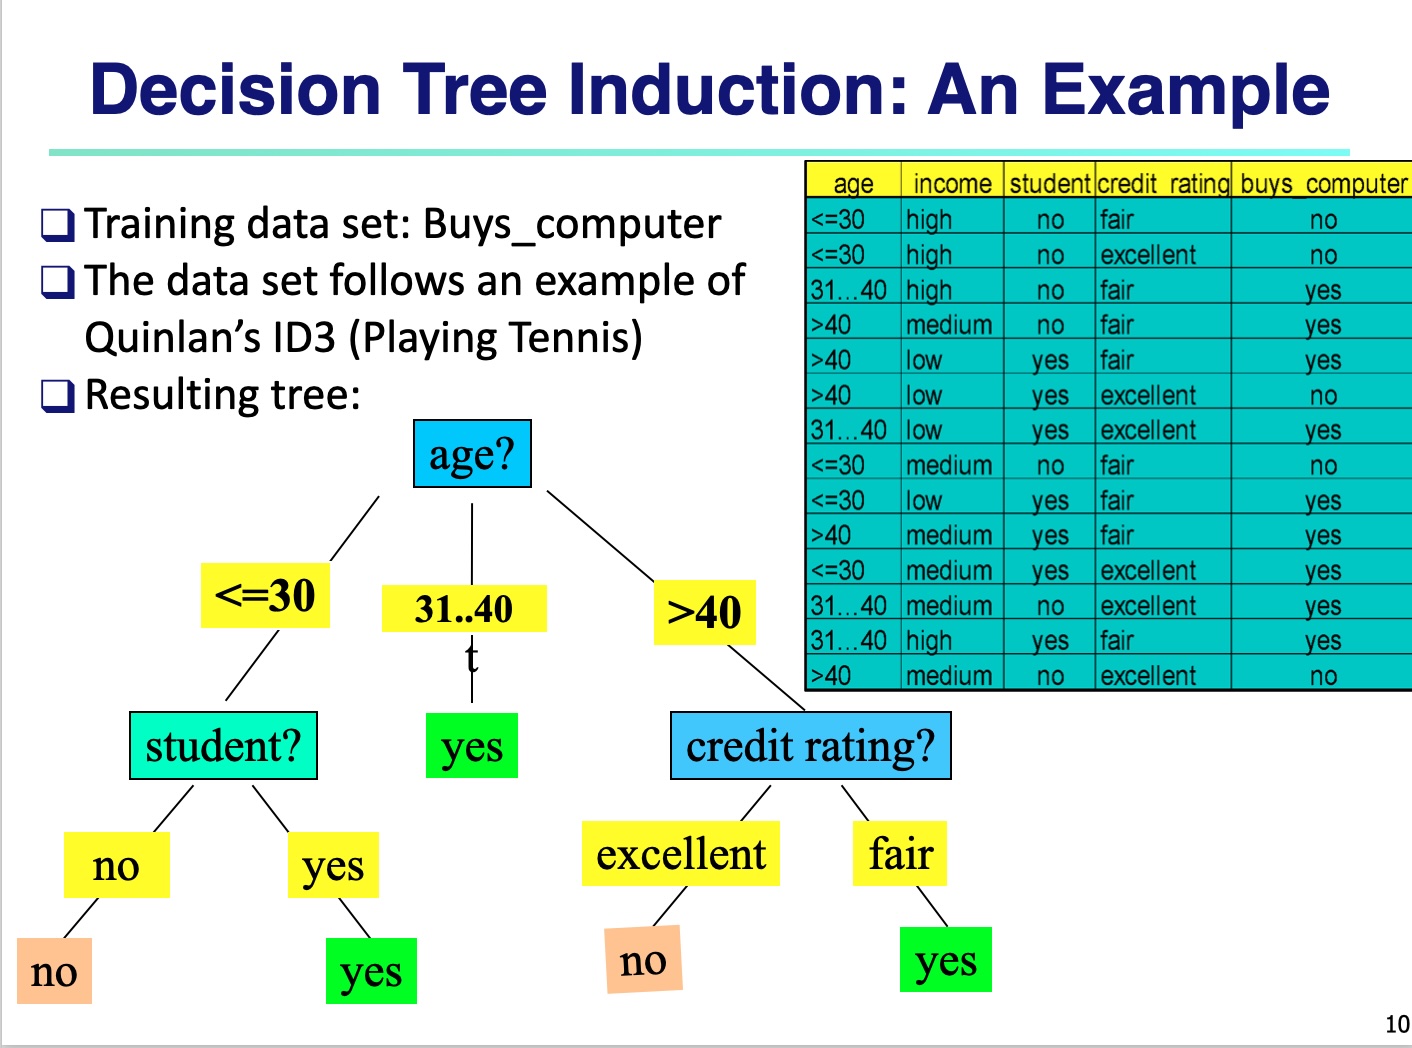 Decision Tree Induction: An Example
Training data set: Buys_computer
The data set follows an example of
Quinlan’s ID3 (Playing Tennis)
Resulting tree:
age income student credit_rating buys_computer
<=30 high no fair no
<=30 high no excellent no
31…40 high no fair yes
>40 medium no fair yes
>40 low yes fair yes
>40 low yes excellent no
31…40 low yes excellent yes
<=30 medium no fair no
<=30 low yes fair yes
>40 medium yes fair yes
<=30 medium yes excellent yes
31…40 medium no excellent yes
31…40 high yes fair yes
>40 medium no excellent no
age?
<=30
31..40
>40
t
student?
yes
credit rating?
no
yes
excellent
fair
no
yes
no
yes
10